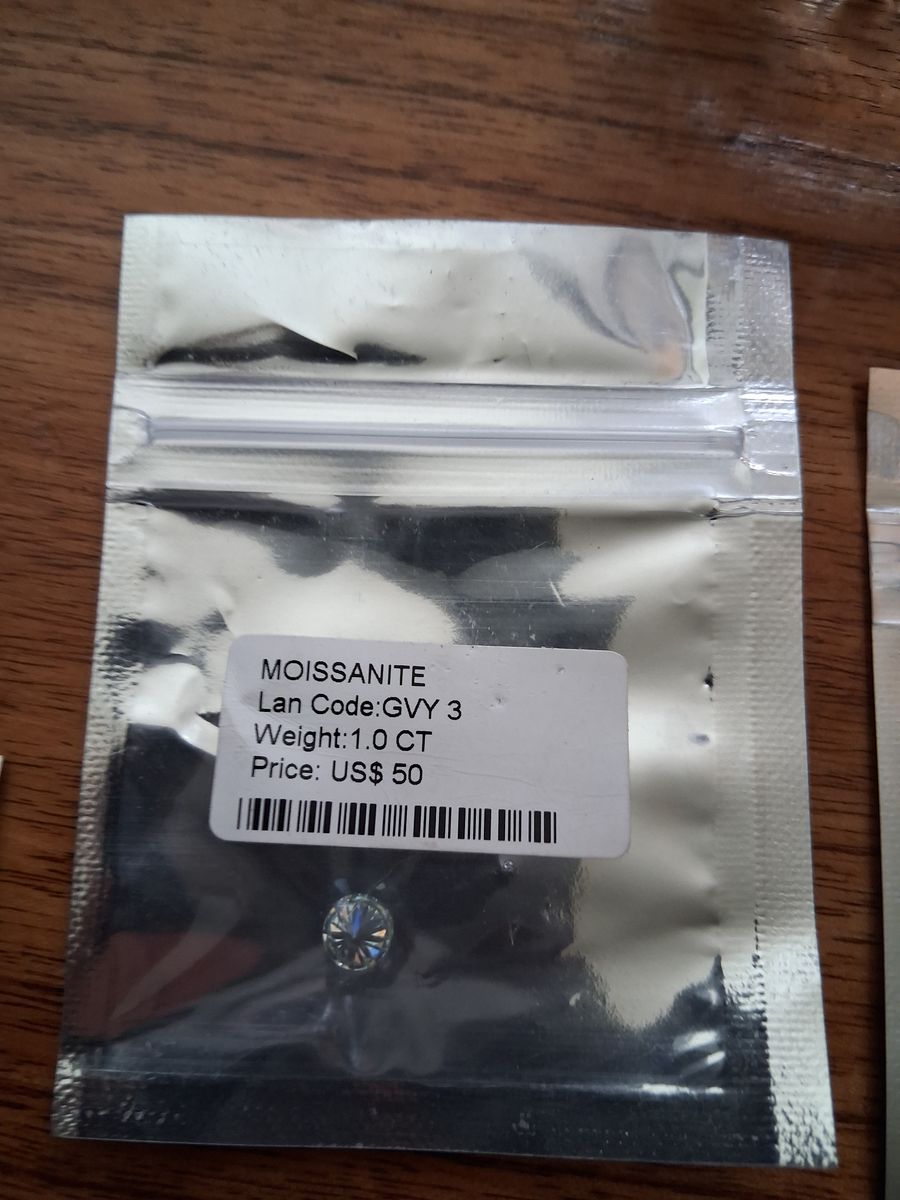 MOISSANITE
Lan Code:GVY 3
Weight:1.0 CT
Price: US$ 50